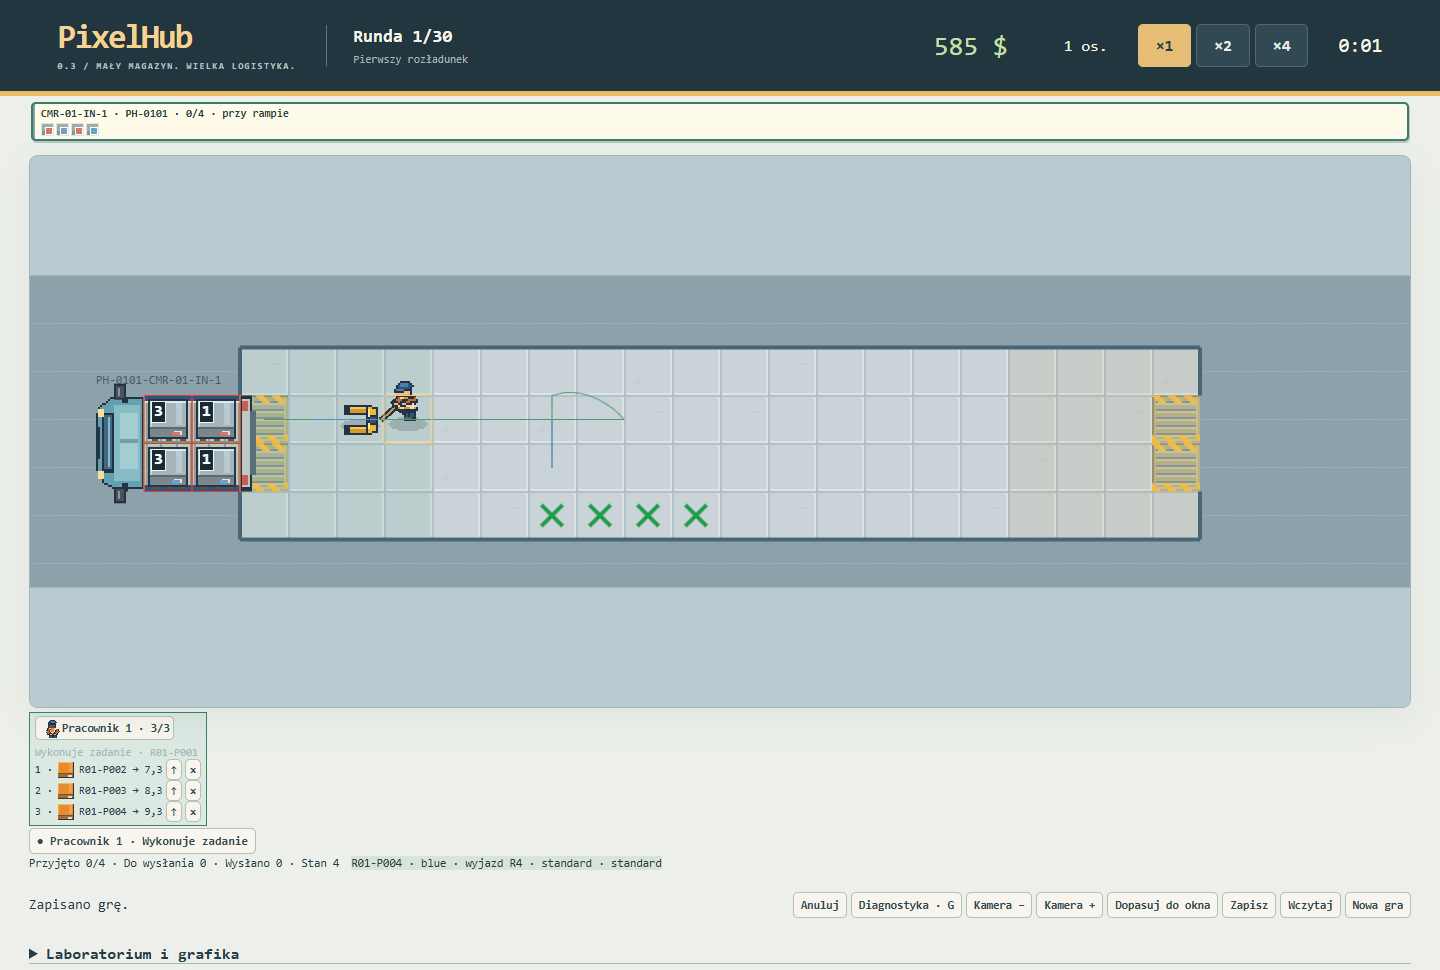 PixelHub
0.3 / MAŁY MAGAZYN. WIELKA LOGISTYKA.
Runda 1/30
Pierwszy rozładunek
585 $
1 os.
×1
×2
×4
0:01
CMR-01-IN-1 · PH-0101 · 0/4 · przy rampie
PH-0101-CMR-01-IN-1
3
1
3
1
Pracownik 1 · 3/3
Wykonuje zadanie · R01-P001
1 · R01-P002 → 7,3 ↑ ×
2 · R01-P003 → 8,3 ↑ ×
3 · R01-P004 → 9,3 ↑ ×
● Pracownik 1 · Wykonuje zadanie
Przyjęto 0/4 · Do wysłania 0 · Wysłano 0 · Stan 4 R01-P004 · blue · wyjazd R4 · standard · standard
Zapisano grę.
Anuluj
Diagnostyka · G
Kamera −
Kamera +
Dopasuj do okna
Zapisz
Wczytaj
Nowa gra
▶ Laboratorium i grafika